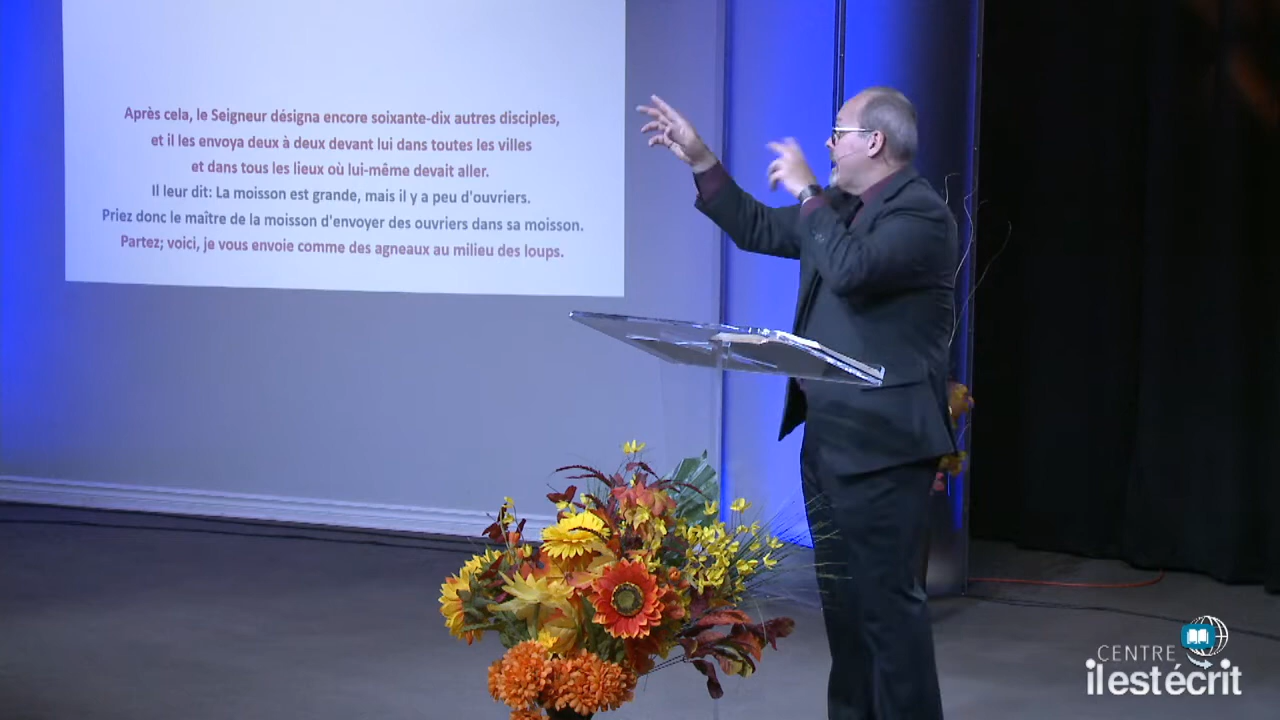 Après cela, le Seigneur désigna encore soixante-dix autres disciples,
et il les envoya deux à deux devant lui dans toutes les villes
et dans tous les lieux où lui-même devait aller.
Il leur dit: La moisson est grande, mais il y a peu d'ouvriers.
Priez donc le maître de la moisson d'envoyer des ouvriers dans sa moisson.
Partez; voici, je vous envoie comme des agneaux au milieu des loups.
CENTRE
il est écrit